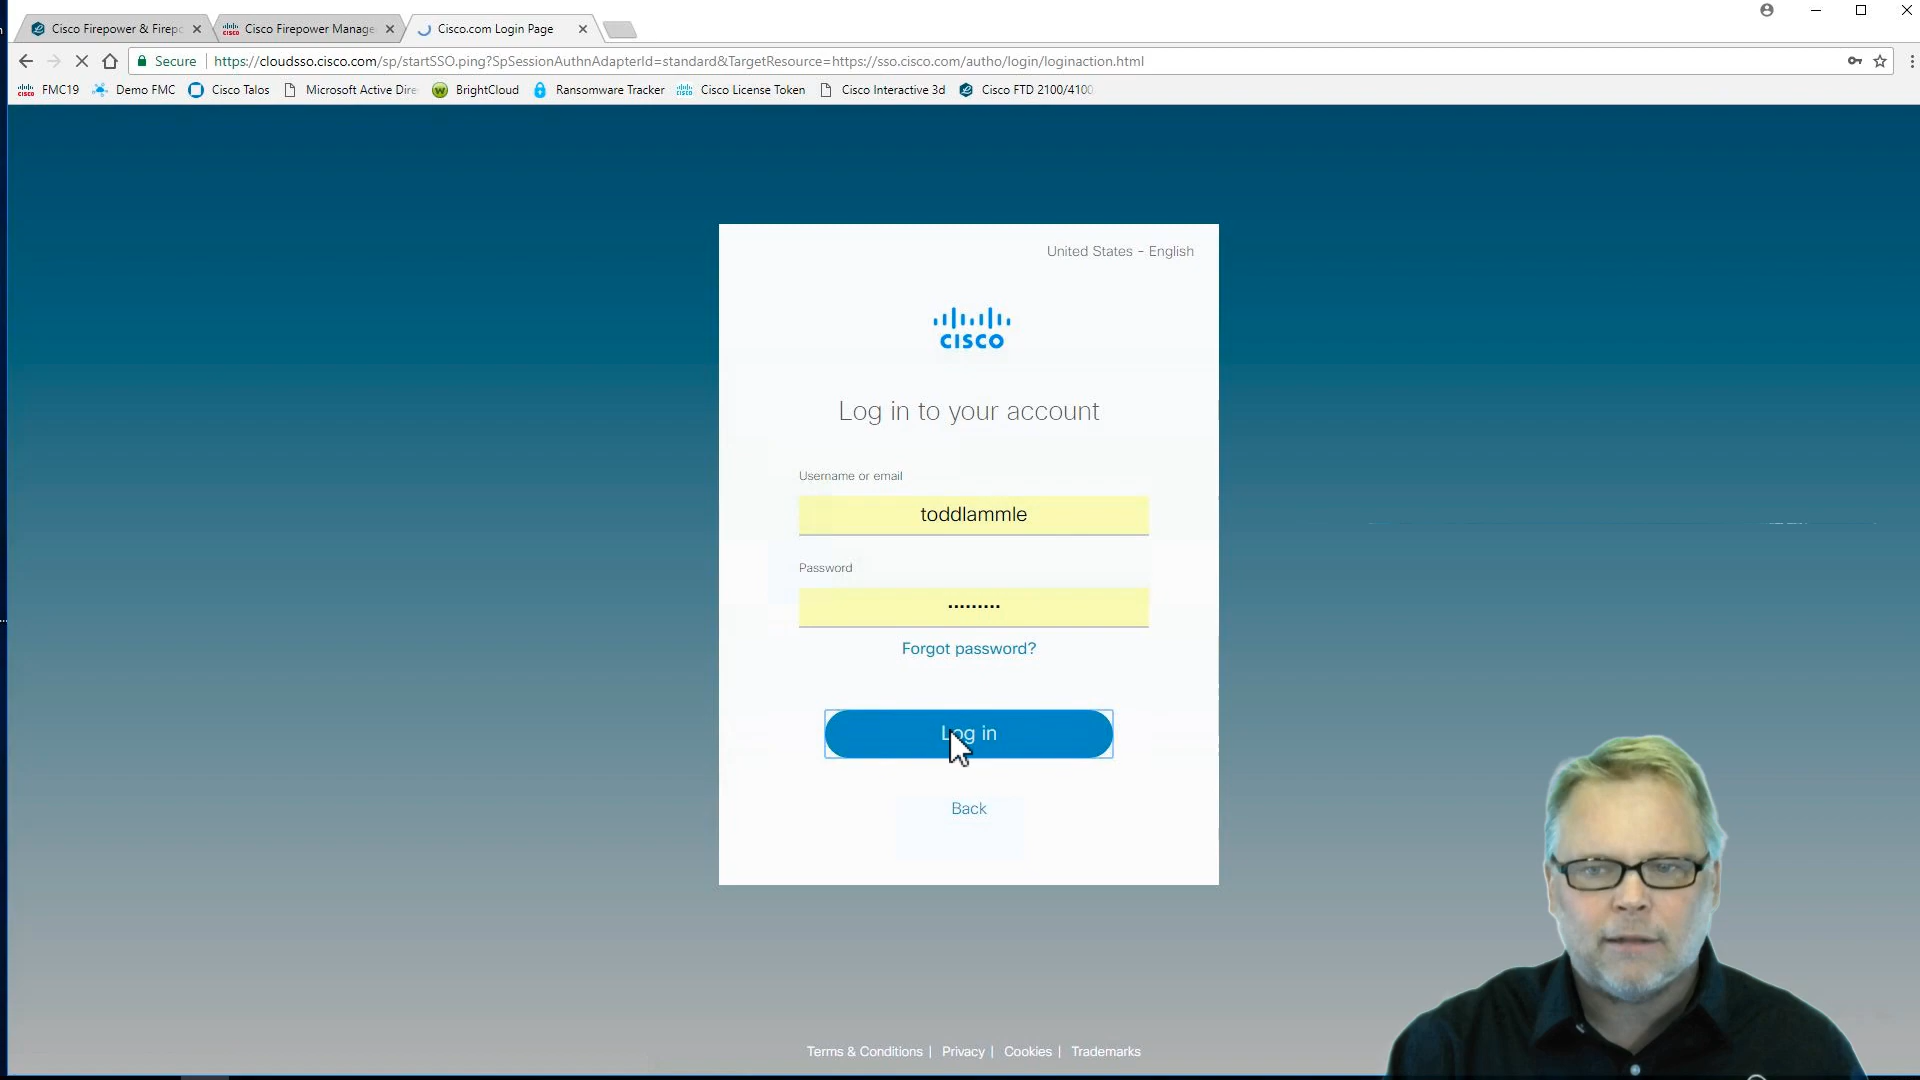 Cisco Firepower & Firep
Cisco Firepower Manage
Cisco.com Login Page
Secure
https://cloudsso.cisco.com/sp/startSSO.ping?SpSessionAuthnAdapterId=standard&TargetResource=https://sso.cisco.com/autho/login/loginaction.html
FMC19
Demo FMC
Cisco Talos
Microsoft Active Dire
BrightCloud
Ransomware Tracker
Cisco License Token
Cisco Interactive 3d
Cisco FTD 2100/4100
United States - English
CISCO
Log in to your account
Username or email
toddlammle
Password
Forgot password?
Log in
Back
Terms & Conditions | Privacy | Cookies | Trademarks